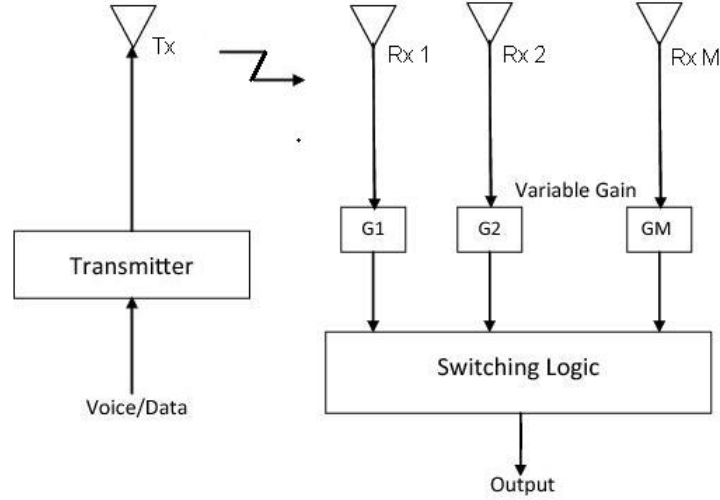 Tx
Rx 1
Rx 2
Rx M
Variable Gain
G1
G2
GM
Transmitter
Switching Logic
Voice/Data
Output